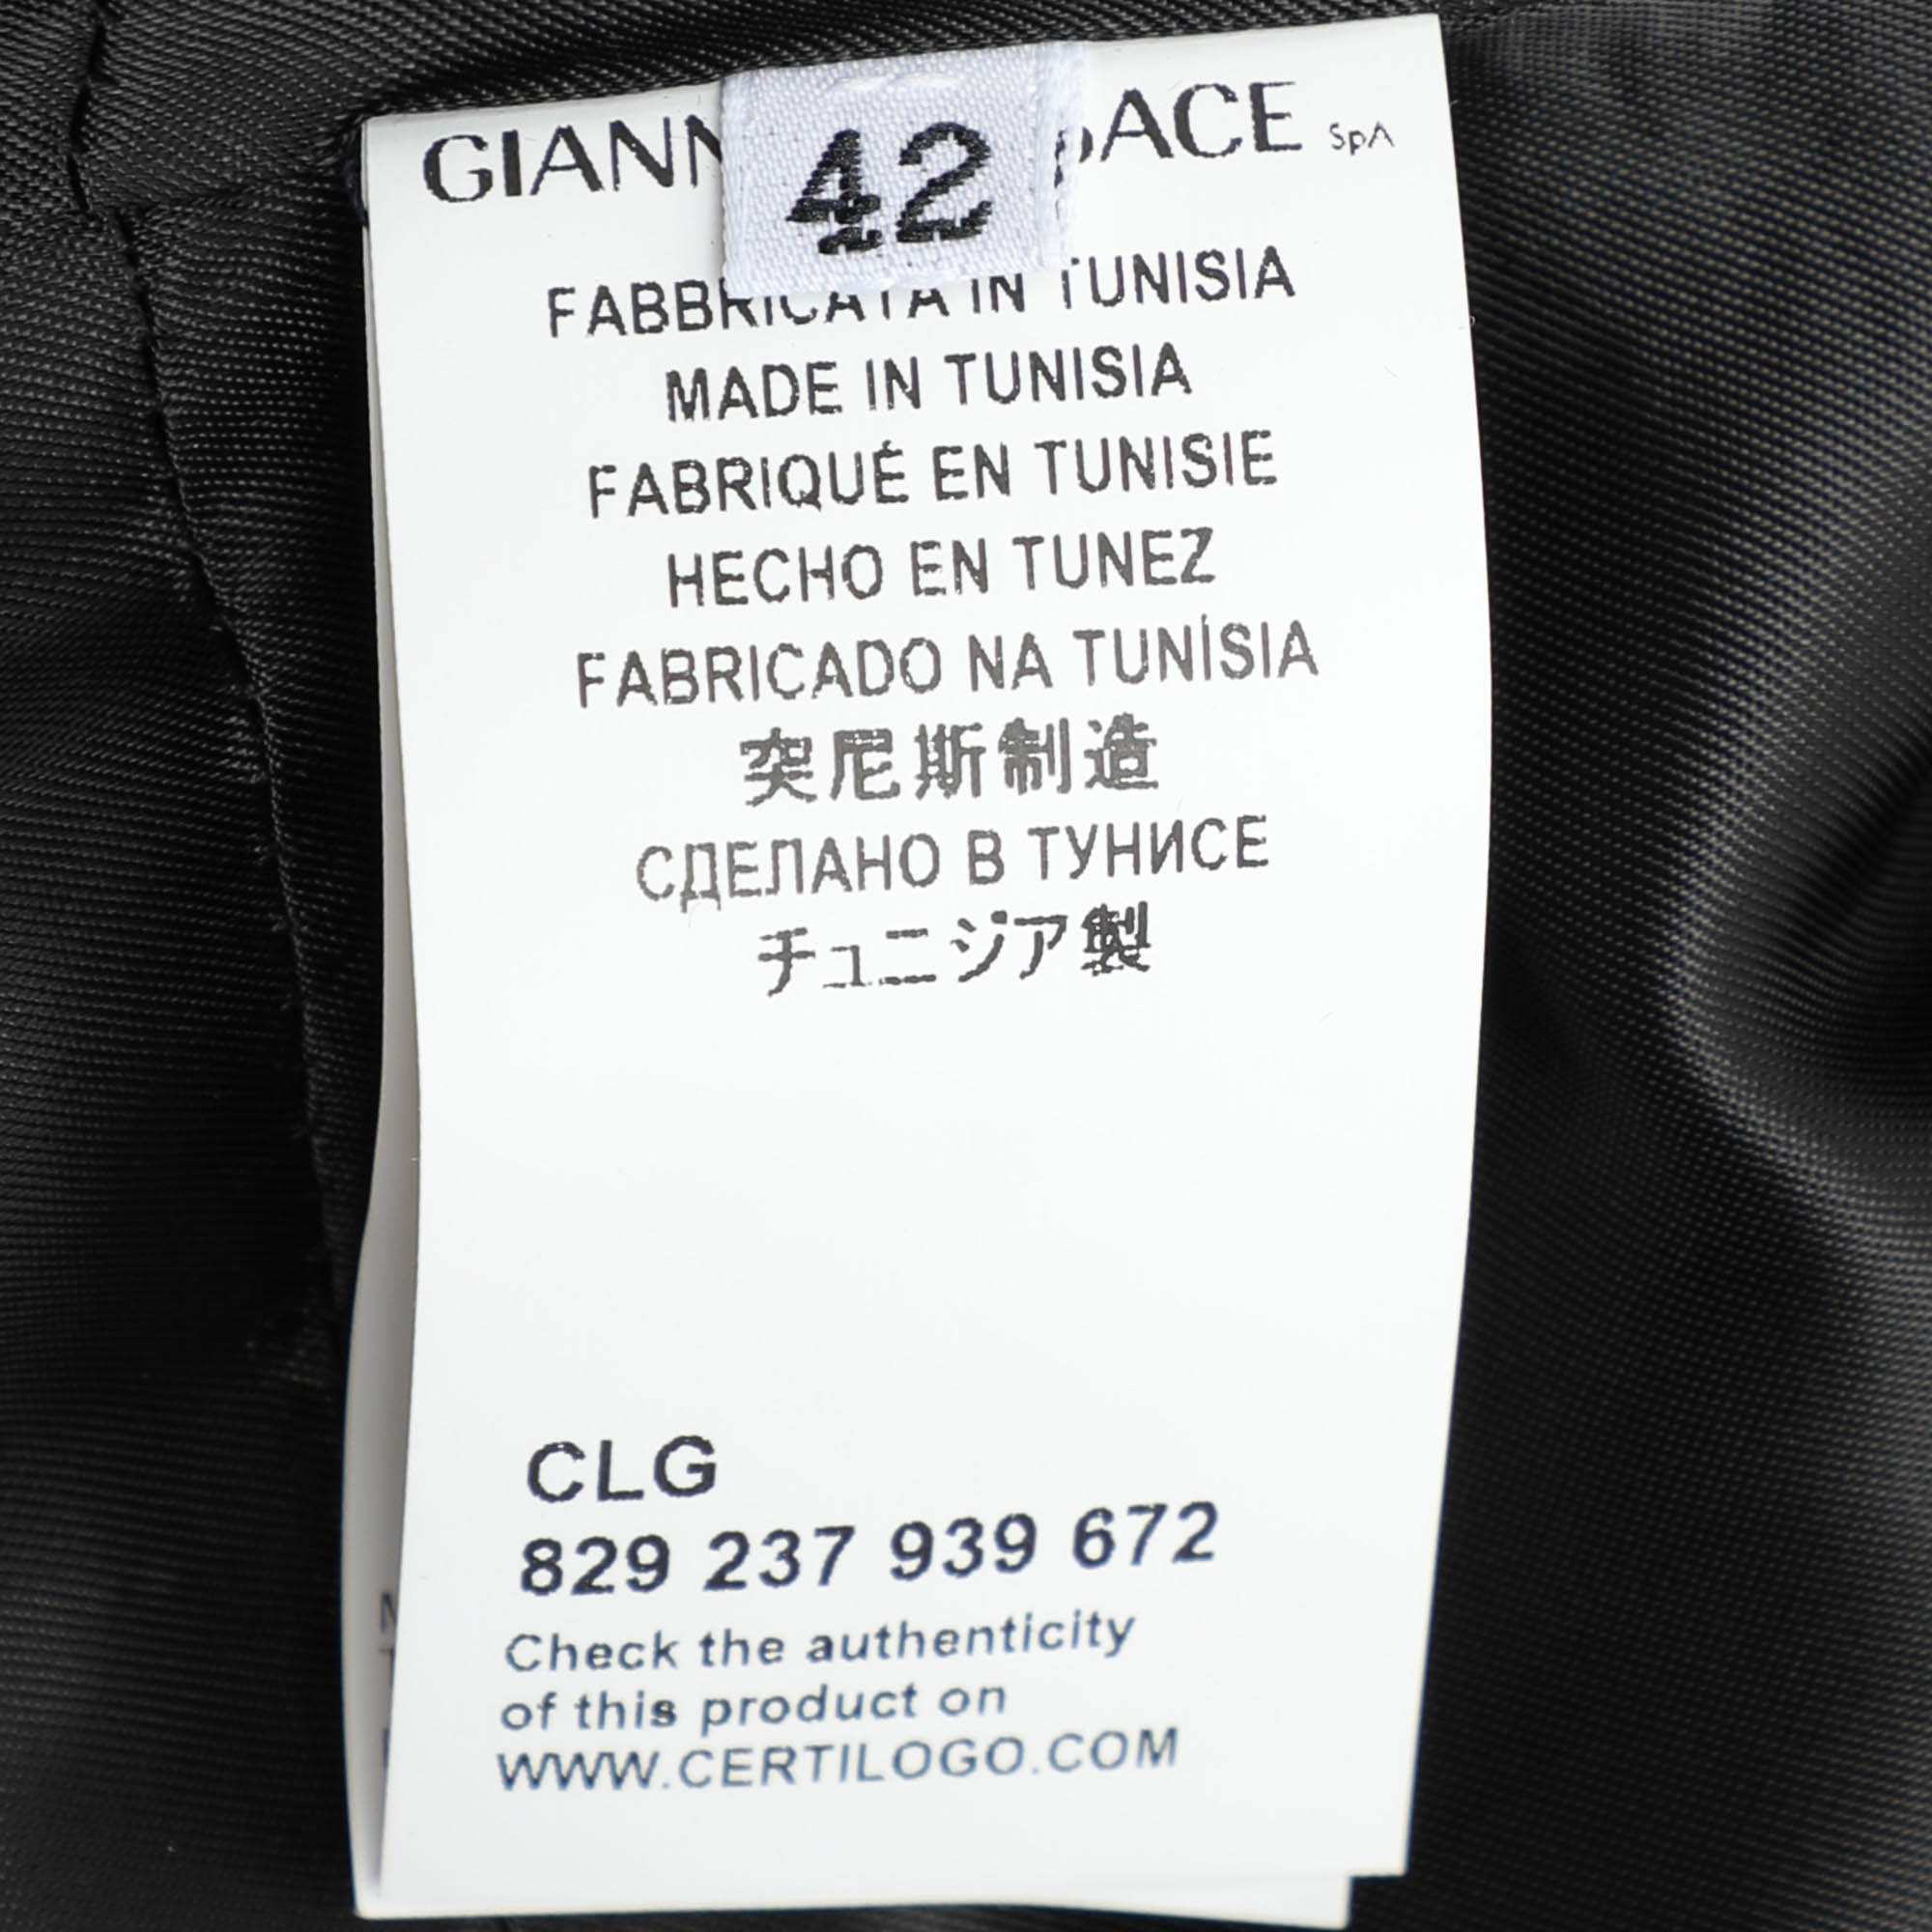 42
SpA
FABBRICATA IN TUNISIA
MADE IN TUNISIA
FABRIQUÉ EN TUNISIE
HECHO EN TUNEZ
FABRICADO NA TUNÍSIA
突尼斯制造
СДЕЛАНО В ТУНИСЕ
チュニジア製
CLG
829 237 939 672
Check the authenticity
of this product on
WWW.CERTILOGO.COM